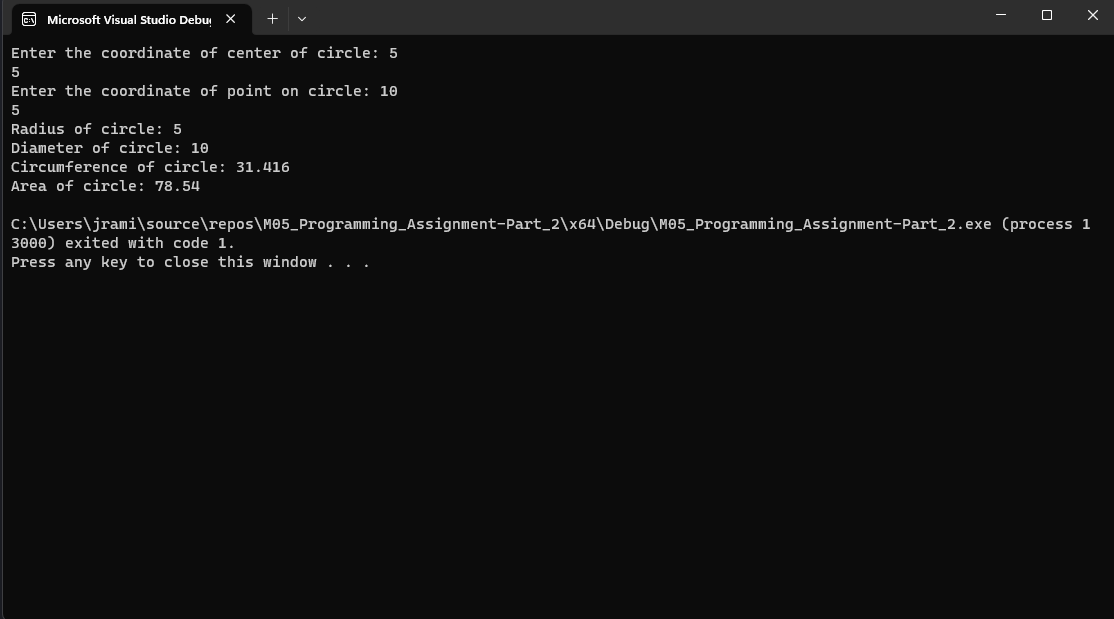 Microsoft Visual Studio Debu
Enter the coordinate of center of circle: 5
5
Enter the coordinate of point on circle: 10
5
Radius of circle: 5
Diameter of circle: 10
Circumference of circle: 31.416
Area of circle: 78.54
C:\Users\jrami\source\repos\M05_Programming_Assignment-Part_2\x64\Debug\M05_Programming_Assignment-Part_2.exe (process 1
3000) exited with code 1.
Press any key to close this window . . .